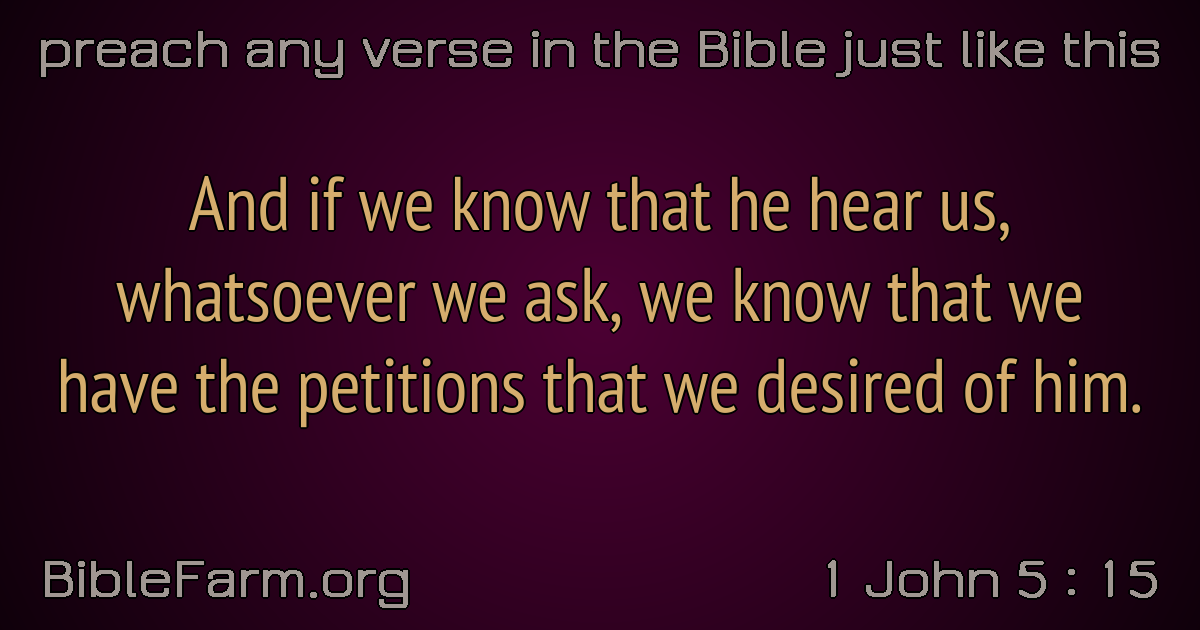 preach any verse in the Bible just like this
And if we know that he hear us,
whatsoever we ask, we know that we
have the petitions that we desired of him.
BibleFarm.org
1 John 5 : 15